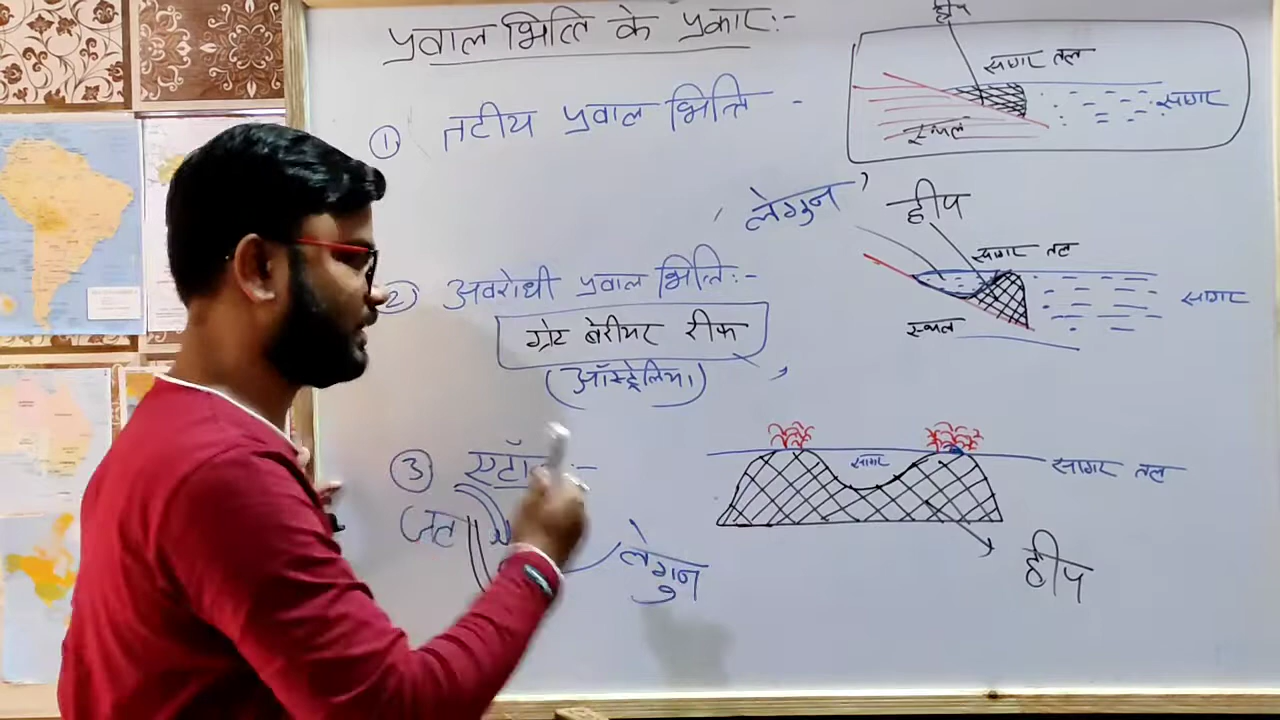 प्रवाल भित्ति के प्रकार:-
द्वीप
सागर तल
सागर
स्थल
① तटीय प्रवाल भित्ति -
लेगुन
द्वीप
सागर तल
सागर
स्थल
② अवरोधी प्रवाल भित्ति:-
ग्रेट बेरीयर रीफ
(ऑस्ट्रेलिया)
③
सागर
सागर तल
जल
लेगुन
द्वीप